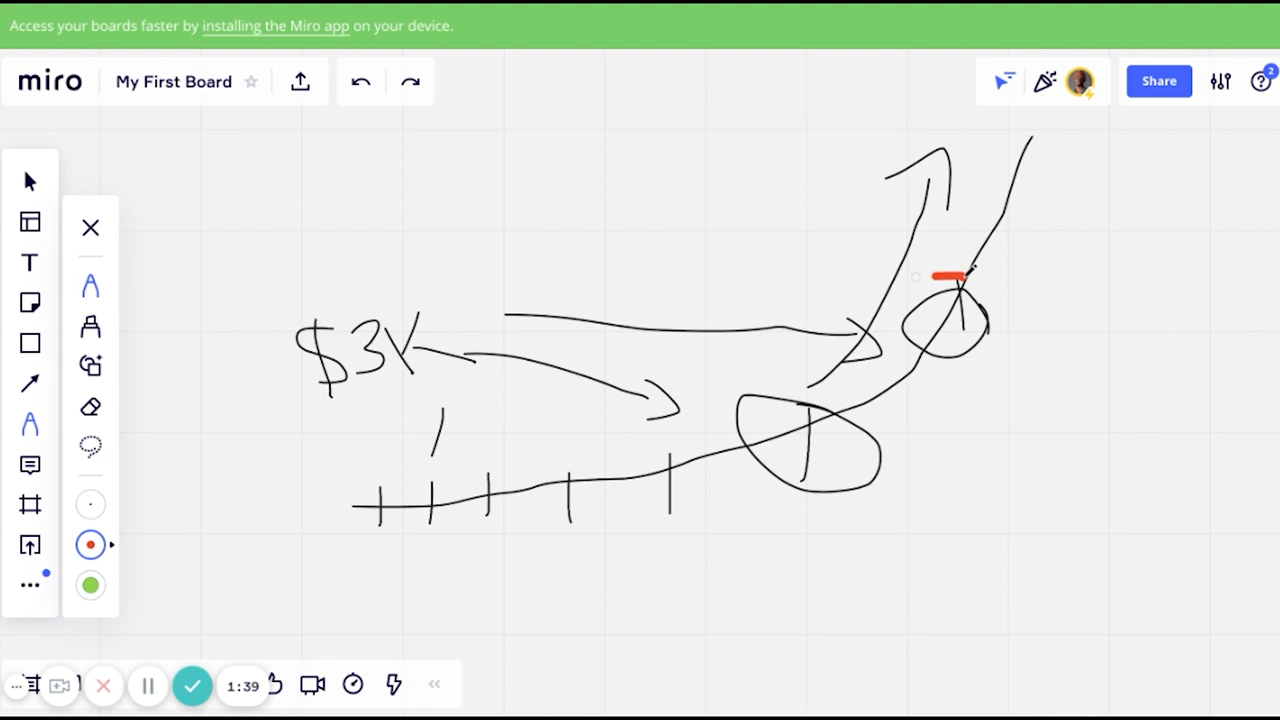 Access your boards faster by installing the Miro app on your device.
miro My First Board Share 2
T
$3K
1:39